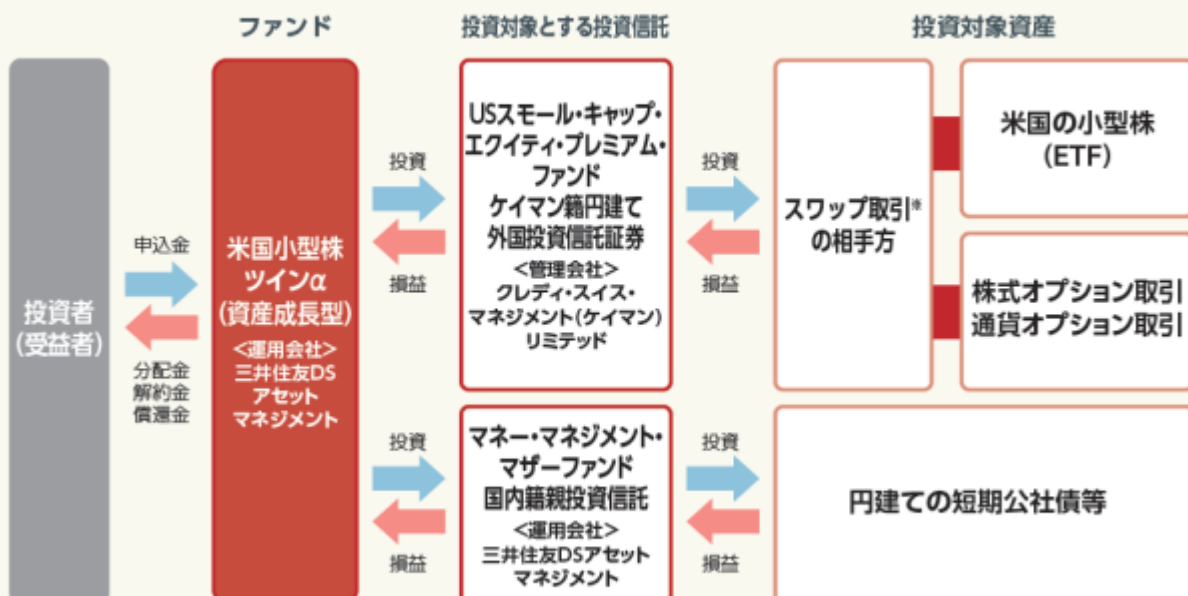 ファンド
投資対象とする投資信託
投資対象資産
投資者
(受益者)
申込金
分配金
解約金
償還金
米国小型株
ツインα
(資産成長型)
<運用会社>
三井住友DS
アセット
マネジメント
投資
損益
USスモール・キャップ・
エクイティ・プレミアム・
ファンド
ケイマン籍円建て
外国投資信託証券
<管理会社>
クレディ・スイス・
マネジメント(ケイマン)
リミテッド
投資
損益
スワップ取引※
の相手方
米国の小型株
(ETF)
株式オプション取引
通貨オプション取引
投資
損益
マネー・マネジメント・
マザーファンド
国内籍親投資信託
<運用会社>
三井住友DSアセット
マネジメント
投資
損益
円建ての短期公社債等